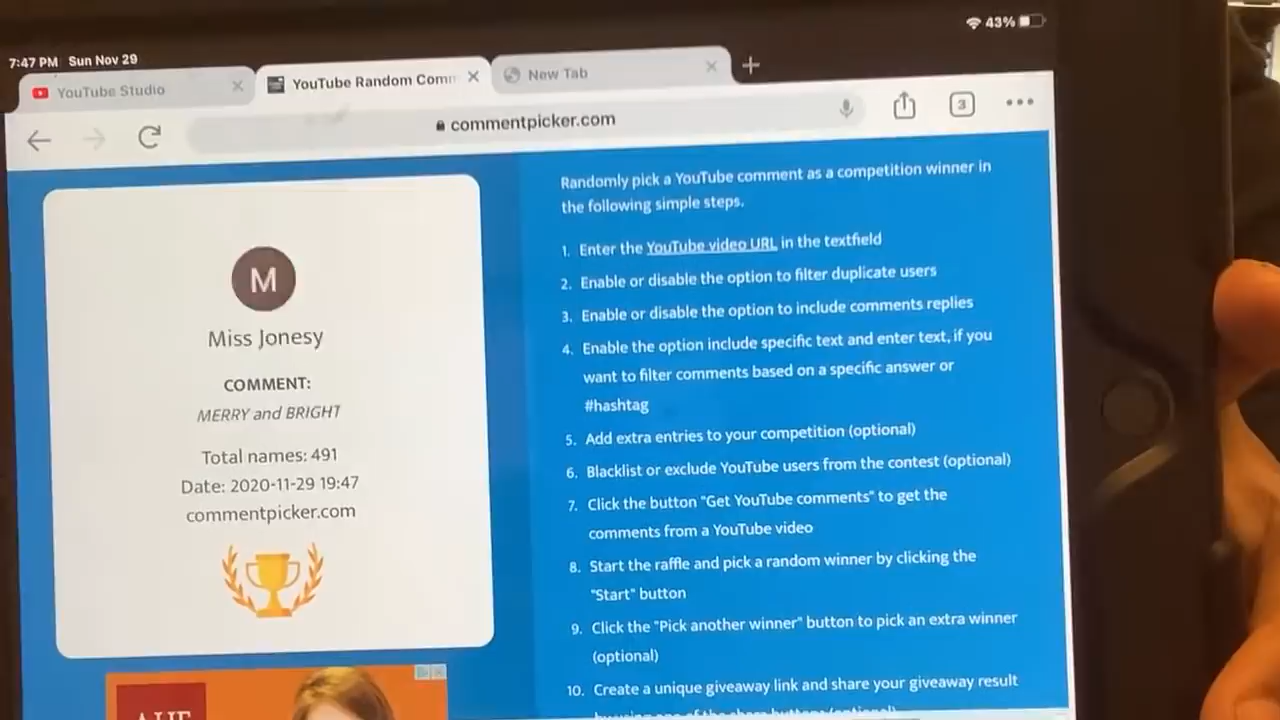 7:47 PM Sun Nov 29
43%
YouTube Studio
YouTube Random Comm
New Tab
commentpicker.com
3
M
Miss Jonesy
COMMENT:
MERRY and BRIGHT
Total names: 491
Date: 2020-11-29 19:47
commentpicker.com
Randomly pick a YouTube comment as a competition winner in
the following simple steps.
1. Enter the YouTube video URL in the textfield
2. Enable or disable the option to filter duplicate users
3. Enable or disable the option to include comments replies
4. Enable the option include specific text and enter text, if you
want to filter comments based on a specific answer or
#hashtag
5. Add extra entries to your competition (optional)
6. Blacklist or exclude YouTube users from the contest (optional)
7. Click the button "Get YouTube comments" to get the
comments from a YouTube video
8. Start the raffle and pick a random winner by clicking the
"Start" button
9. Click the "Pick another winner" button to pick an extra winner
(optional)
10. Create a unique giveaway link and share your giveaway result